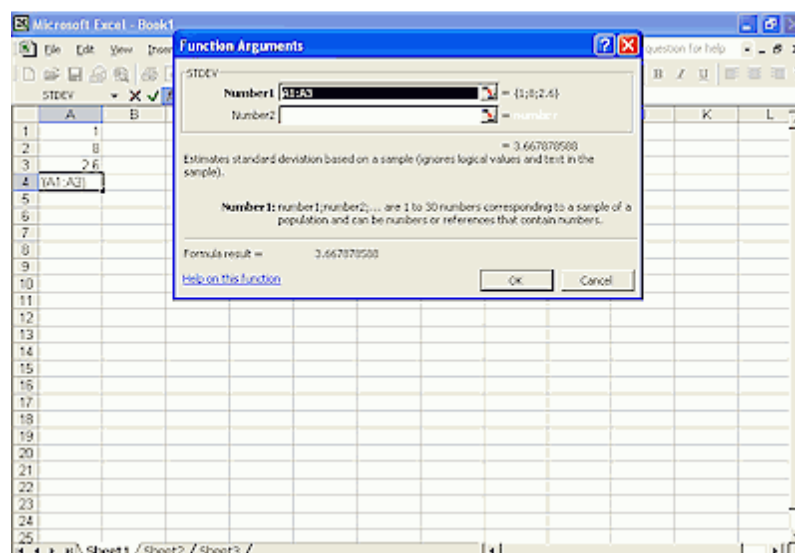 Microsoft Excel - Book1
File Edit View Inser
question for help
B I U
STDEV
A B K L
1 1
2 8
3 2.6
4 (A1:A3)
5
6
7
8
9
10
11
12
13
14
15
16
17
18
19
20
21
22
23
24
25
Function Arguments
STDEV
Number1 A1:A3 = {1;8;2.6}
Number2 = number
= 3.667878588
Estimates standard deviation based on a sample (ignores logical values and text in the
sample).
Number1: number1;number2;... are 1 to 30 numbers corresponding to a sample of a
population and can be numbers or references that contain numbers.
Formula result = 3.667878588
Help on this function
OK Cancel
Sheet1 / Sheet2 / Sheet3 /